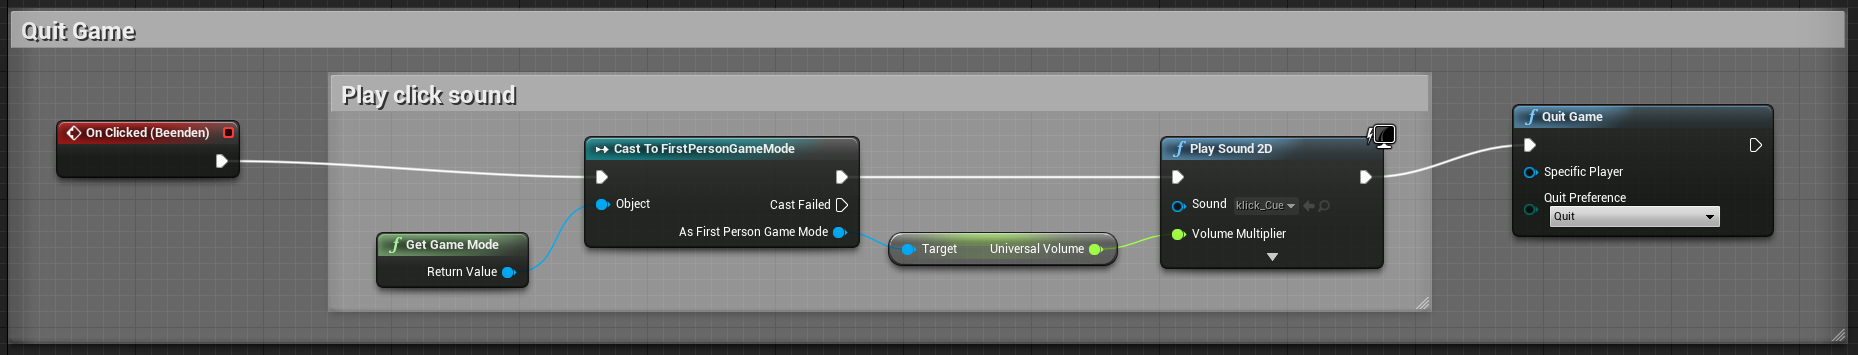 Quit Game
Play click sound
On Clicked (Beenden)
Get Game Mode
Return Value
Cast To FirstPersonGameMode
Object
Cast Failed
As First Person Game Mode
Target Universal Volume
Play Sound 2D
Sound klick_Cue
Volume Multiplier
Quit Game
Specific Player
Quit Preference
Quit